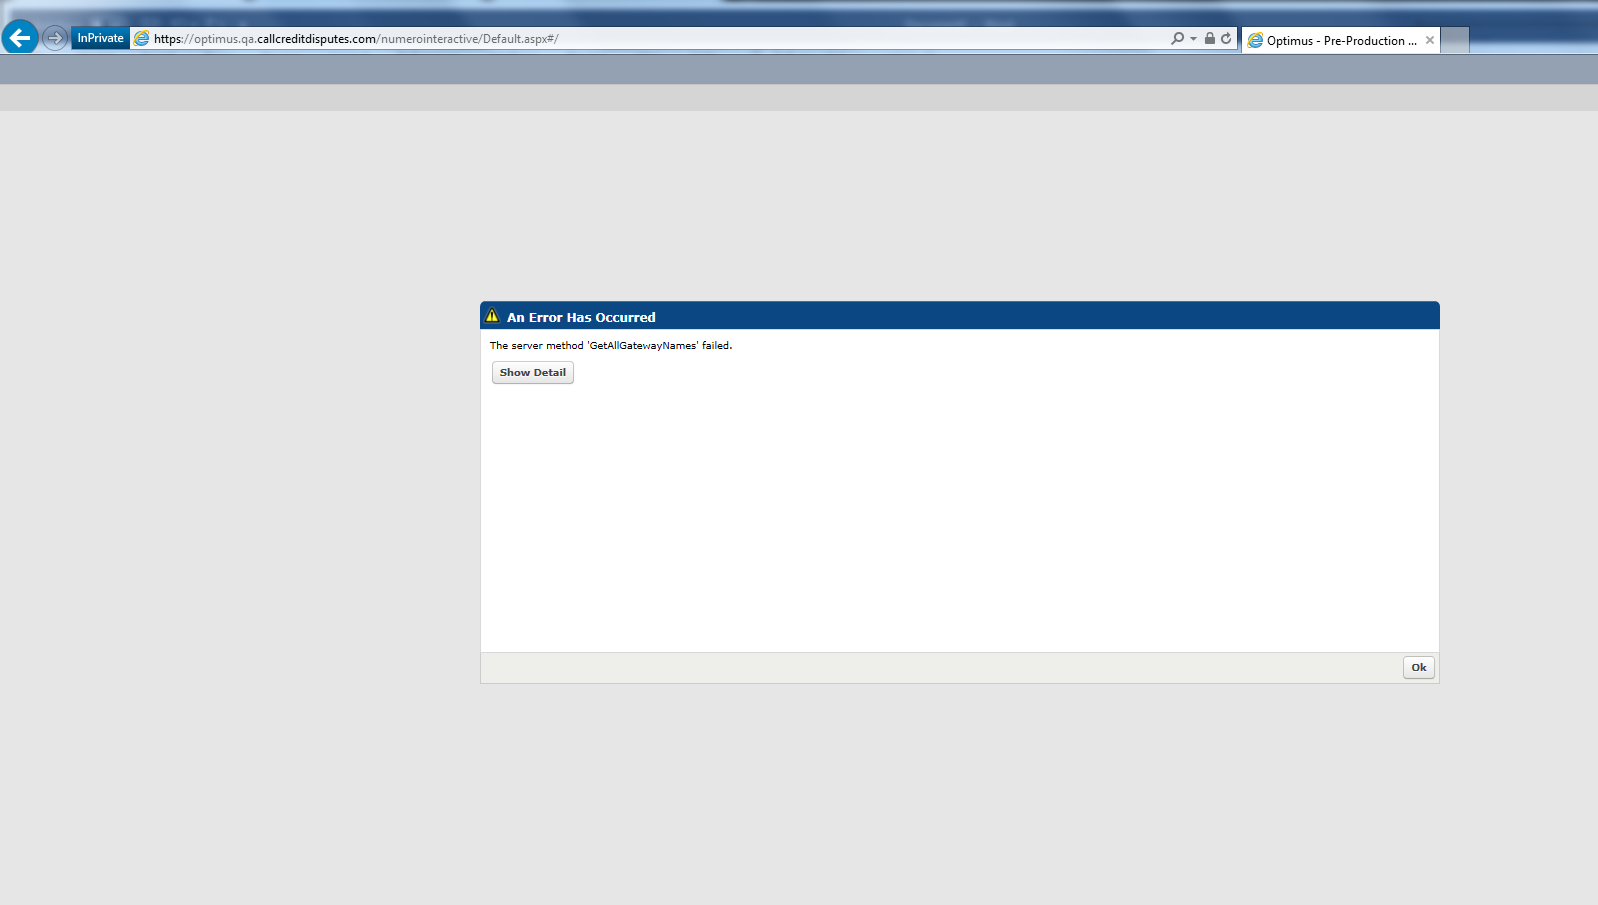 InPrivate
https://optimus.qa.callcreditdisputes.com/numerointeractive/Default.aspx#/
Optimus - Pre-Production ...
An Error Has Occurred
The server method 'GetAllGatewayNames' failed.
Show Detail
Ok